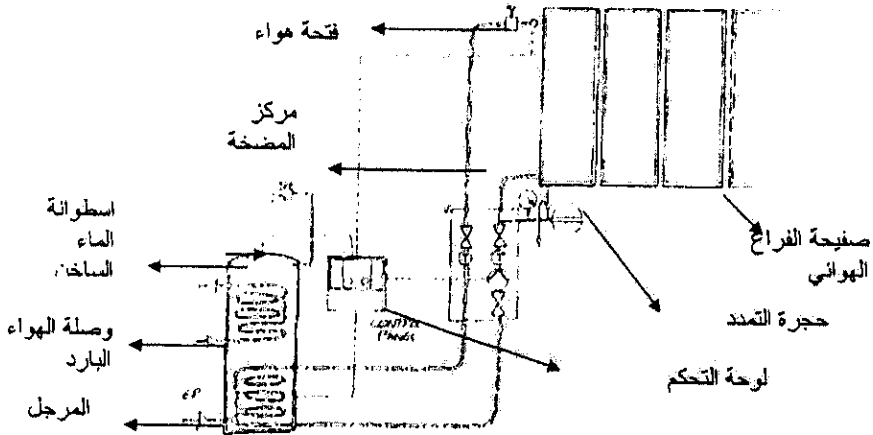 فتحة هواء
مركز
المضخة
اسطوانة
الماء
الساخن
وصلة الهواء
البارد
المرجل
صفيحة الفراغ
الهوائي
حجرة التمدد
لوحة التحكم